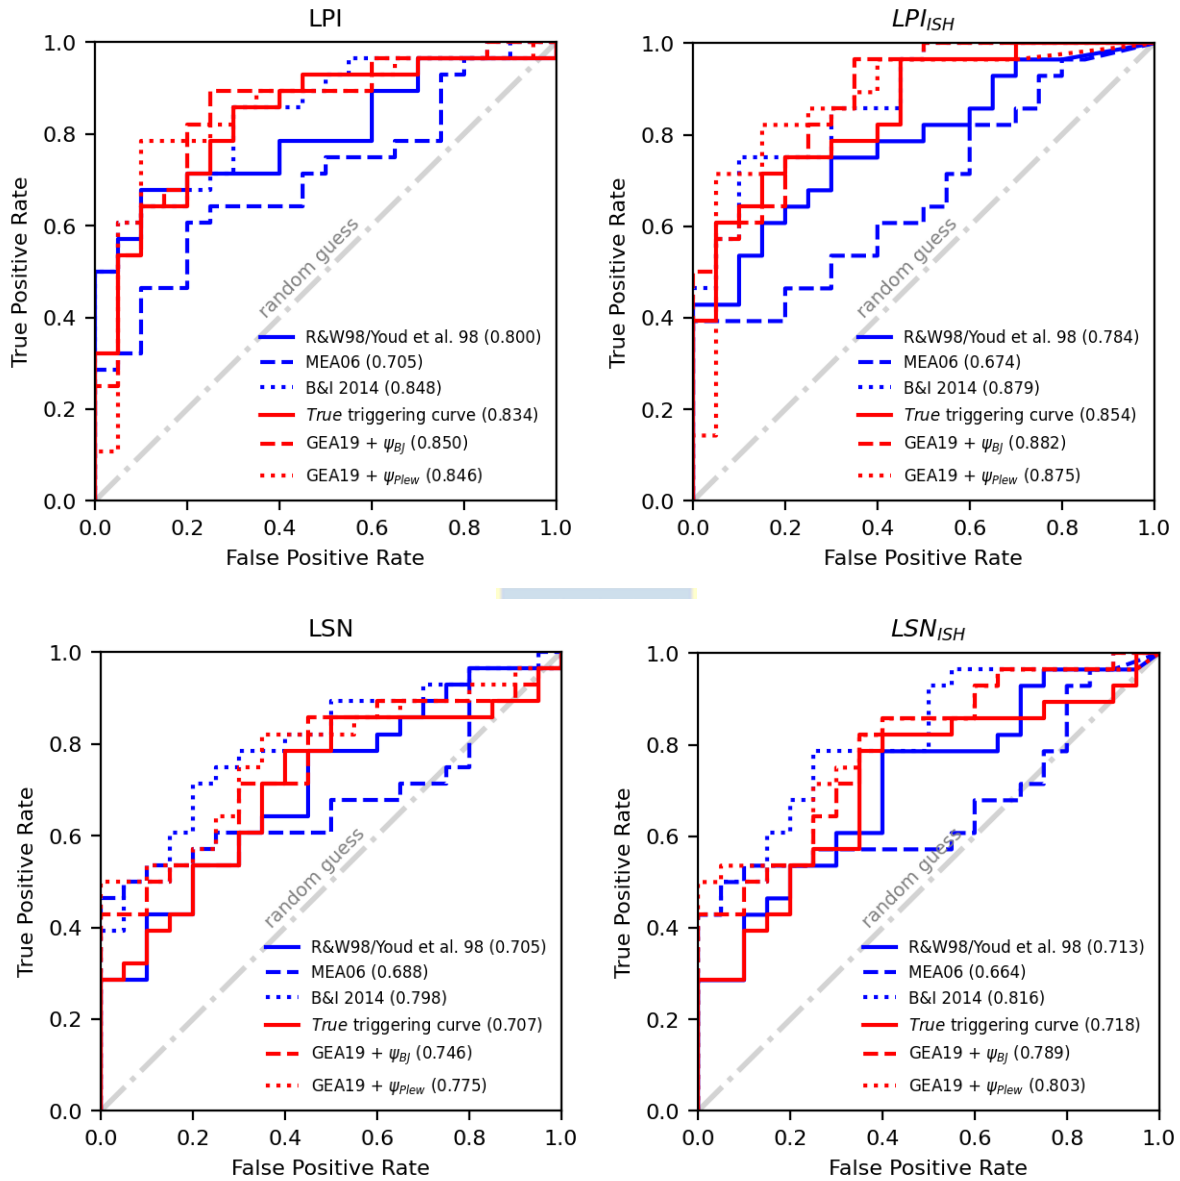 LPI
1.0
0.8
0.6
0.4
0.2
0.0
True Positive Rate
random guess
R&W98/Youd et al. 98 (0.800)
MEA06 (0.705)
B&I 2014 (0.848)
True triggering curve (0.834)
GEA19 + ψBJ (0.850)
GEA19 + ψPlew (0.846)
0.0 0.2 0.4 0.6 0.8 1.0
False Positive Rate
LPIISH
1.0
0.8
0.6
0.4
0.2
0.0
True Positive Rate
random guess
R&W98/Youd et al. 98 (0.784)
MEA06 (0.674)
B&I 2014 (0.879)
True triggering curve (0.854)
GEA19 + ψBJ (0.882)
GEA19 + ψPlew (0.875)
0.0 0.2 0.4 0.6 0.8 1.0
False Positive Rate
LSN
1.0
0.8
0.6
0.4
0.2
0.0
True Positive Rate
random guess
R&W98/Youd et al. 98 (0.705)
MEA06 (0.688)
B&I 2014 (0.798)
True triggering curve (0.707)
GEA19 + ψBJ (0.746)
GEA19 + ψPlew (0.775)
0.0 0.2 0.4 0.6 0.8 1.0
False Positive Rate
LSNISH
1.0
0.8
0.6
0.4
0.2
0.0
True Positive Rate
random guess
R&W98/Youd et al. 98 (0.713)
MEA06 (0.664)
B&I 2014 (0.816)
True triggering curve (0.718)
GEA19 + ψBJ (0.789)
GEA19 + ψPlew (0.803)
0.0 0.2 0.4 0.6 0.8 1.0
False Positive Rate